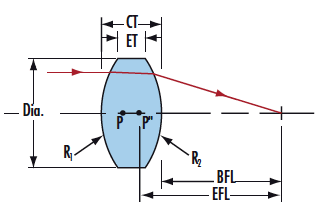 CT
ET
Dia.
P P"
R1 R2
BFL
EFL